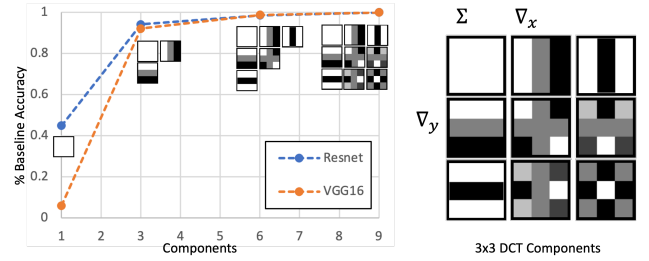 % Baseline Accuracy
1
0.8
0.6
0.4
0.2
0
1 2 3 4 5 6 7 8 9
Components
Resnet
VGG16
Σ ∇x
∇y
3x3 DCT Components